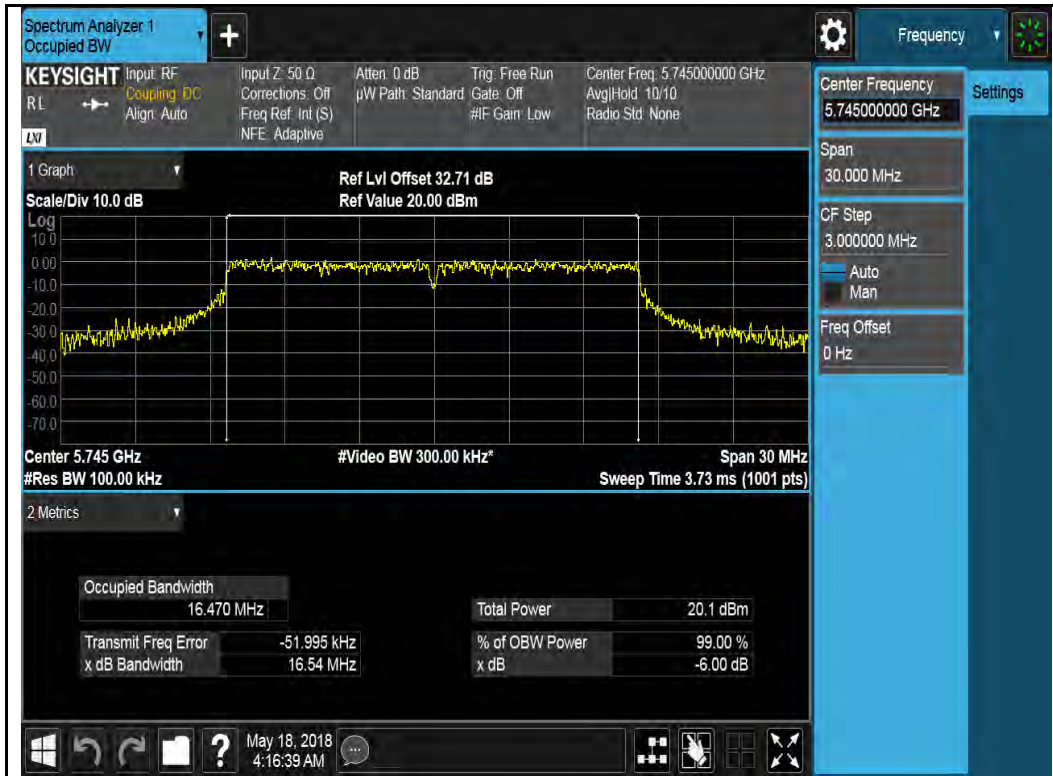 Spectrum Analyzer 1
Occupied BW
+
Frequency
KEYSIGHT
RL
LXI
Input: RF
Coupling: DC
Align: Auto
Input Z: 50 Ω
Corrections: Off
Freq Ref: Int (S)
NFE: Adaptive
Atten: 0 dB
µW Path: Standard
Trig: Free Run
Gate: Off
#IF Gain: Low
Center Freq: 5.745000000 GHz
Avg|Hold: 10/10
Radio Std: None
Center Frequency
5.745000000 GHz
Settings
Span
30.000 MHz
CF Step
3.000000 MHz
Auto
Man
Freq Offset
0 Hz
1 Graph
Scale/Div 10.0 dB
Ref Lvl Offset 32.71 dB
Ref Value 20.00 dBm
Log
10.0
0.00
-10.0
-20.0
-30.0
-40.0
-50.0
-60.0
-70.0
Center 5.745 GHz
#Video BW 300.00 kHz*
Span 30 MHz
#Res BW 100.00 kHz
Sweep Time 3.73 ms (1001 pts)
2 Metrics
Occupied Bandwidth
16.470 MHz
Total Power 20.1 dBm
Transmit Freq Error -51.995 kHz
% of OBW Power 99.00 %
x dB Bandwidth 16.54 MHz
x dB -6.00 dB
?
May 18, 2018
4:16:39 AM